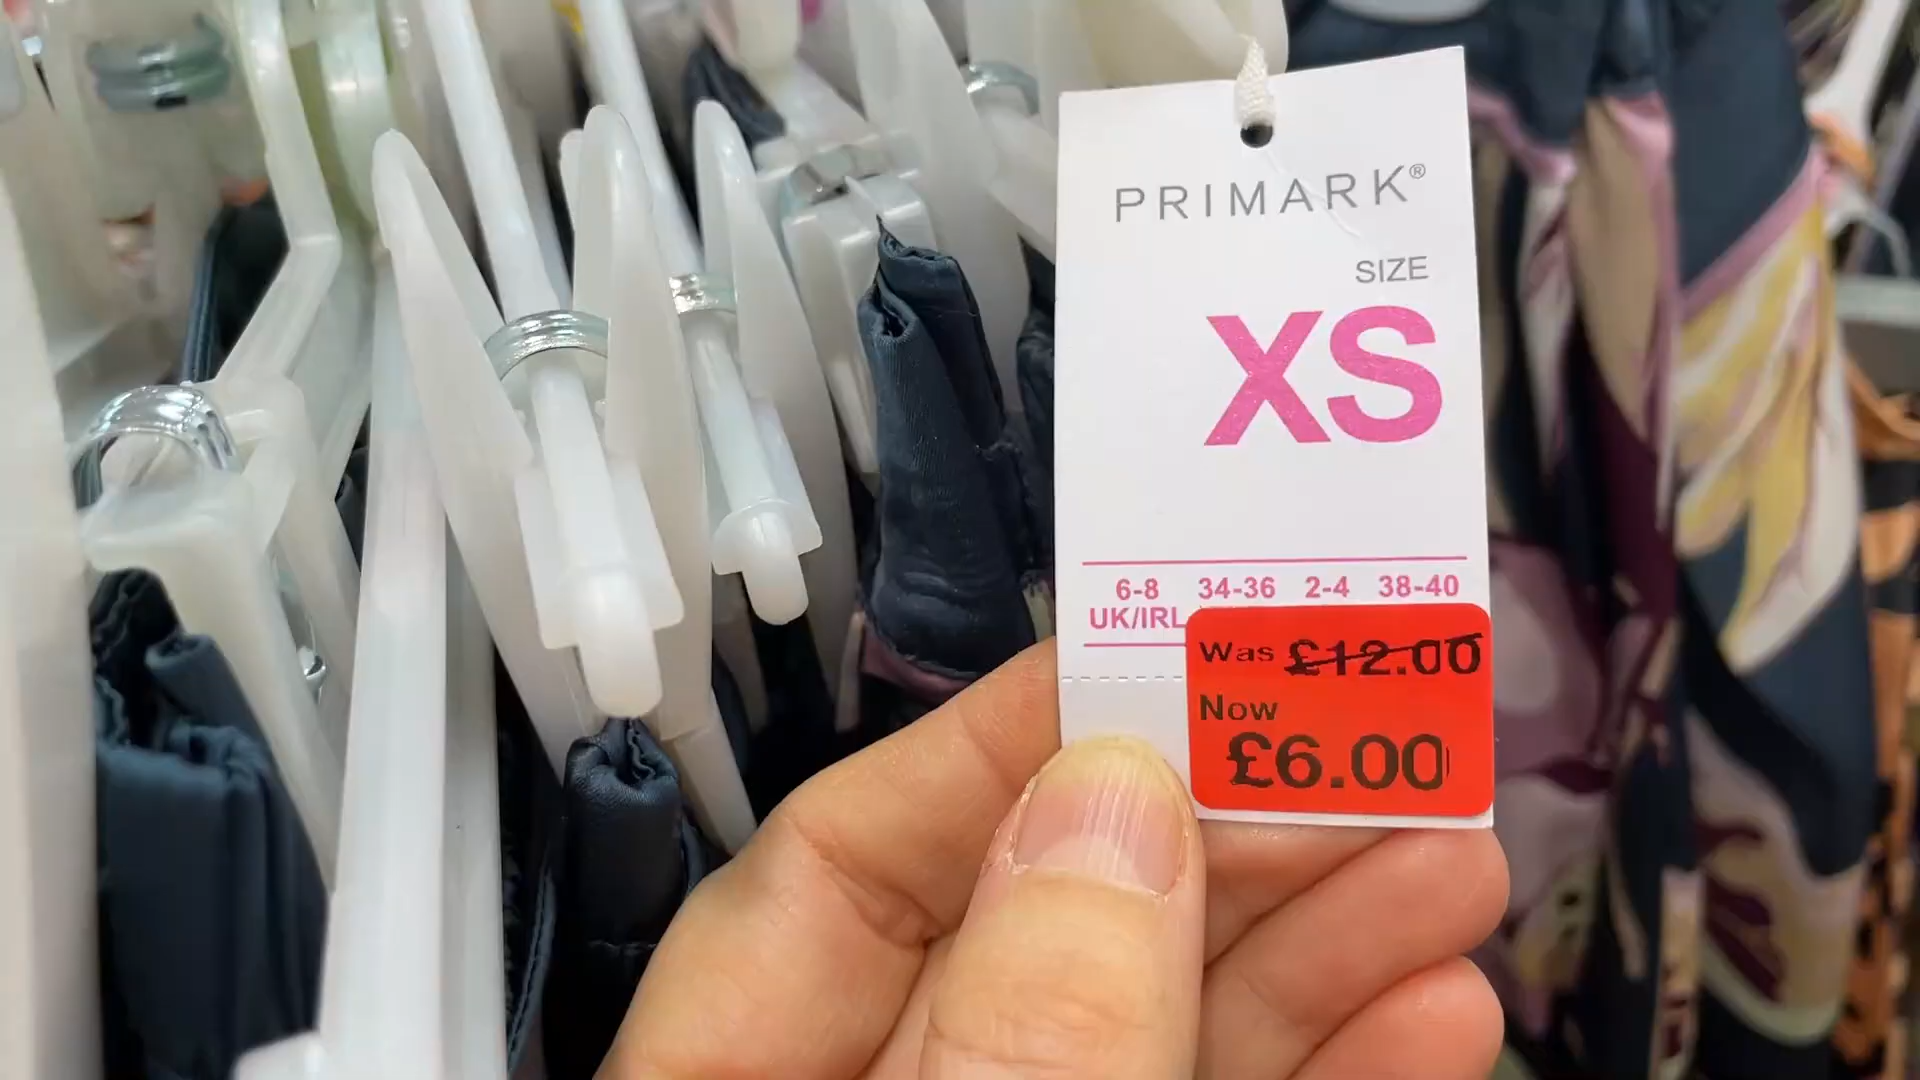 PRIMARK®
SIZE
XS
6-8 34-36 2-4 38-40
UK/IRL
Was £12.00
Now
£6.00